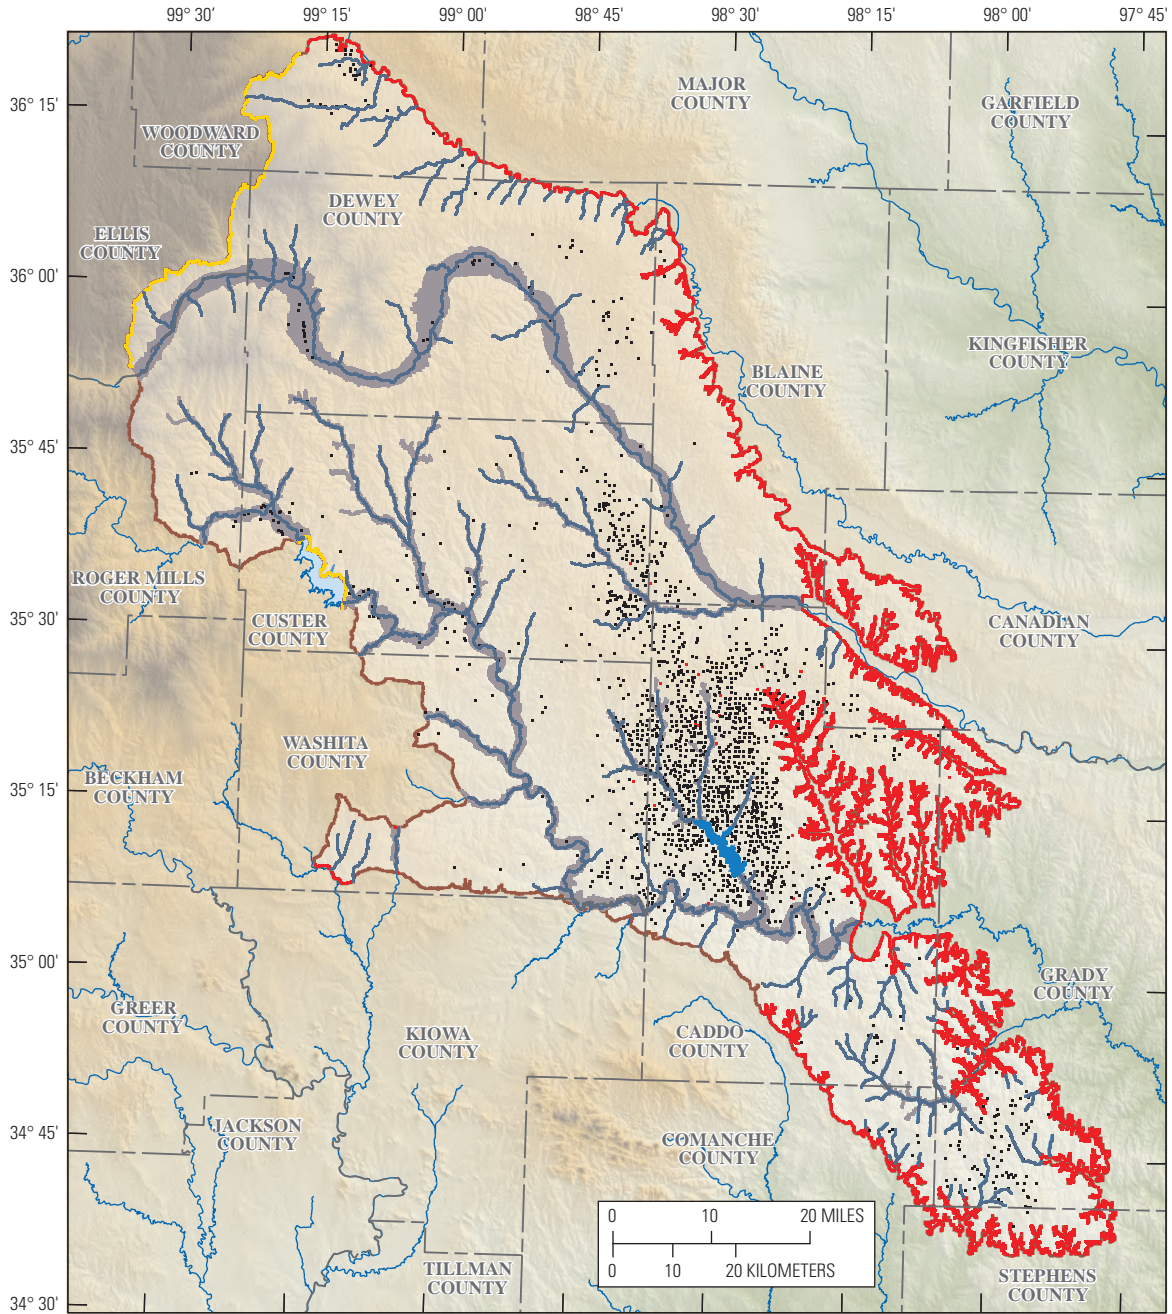 99° 30' 99° 15' 99° 00' 98° 45' 98° 30' 98° 15' 98° 00' 97° 45'
36° 15'
36° 00'
35° 45'
35° 30'
35° 15'
35° 00'
34° 45'
34° 30'
MAJOR
COUNTY
GARFIELD
COUNTY
WOODWARD
COUNTY
DEWEY
COUNTY
ELLIS
COUNTY
KINGFISHER
COUNTY
BLAINE
COUNTY
ROGER MILLS
COUNTY
CUSTER
COUNTY
CANADIAN
COUNTY
WASHITA
COUNTY
BECKHAM
COUNTY
GRADY
COUNTY
GREER
COUNTY
KIOWA
COUNTY
CADDO
COUNTY
JACKSON
COUNTY
COMANCHE
COUNTY
TILLMAN
COUNTY
STEPHENS
COUNTY
0 10 20 MILES
0 10 20 KILOMETERS